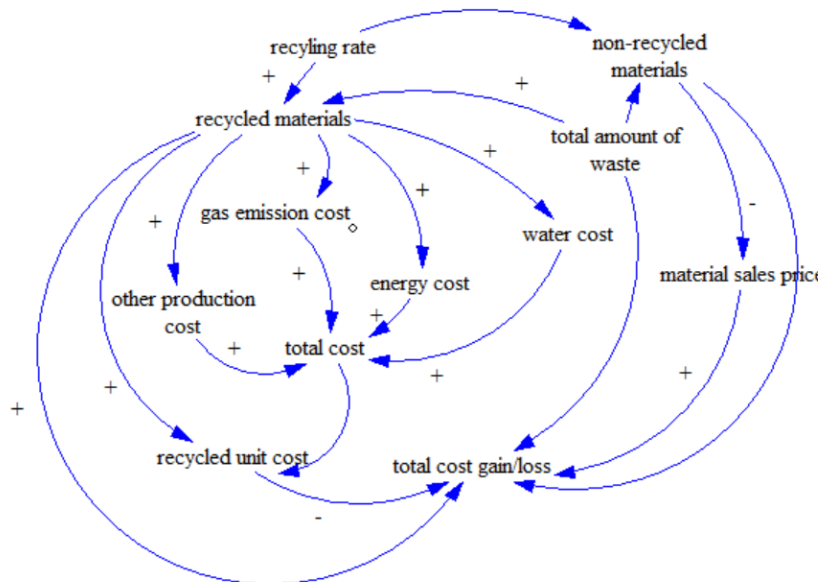 recyling rate
non-recycled
materials
+
+
recycled materials
total amount of
waste
+
+
+
-
+
gas emission cost
water cost
other production
cost
+
energy cost
material sales price
+
total cost
+
+
+
+
+
recycled unit cost
total cost gain/loss
-